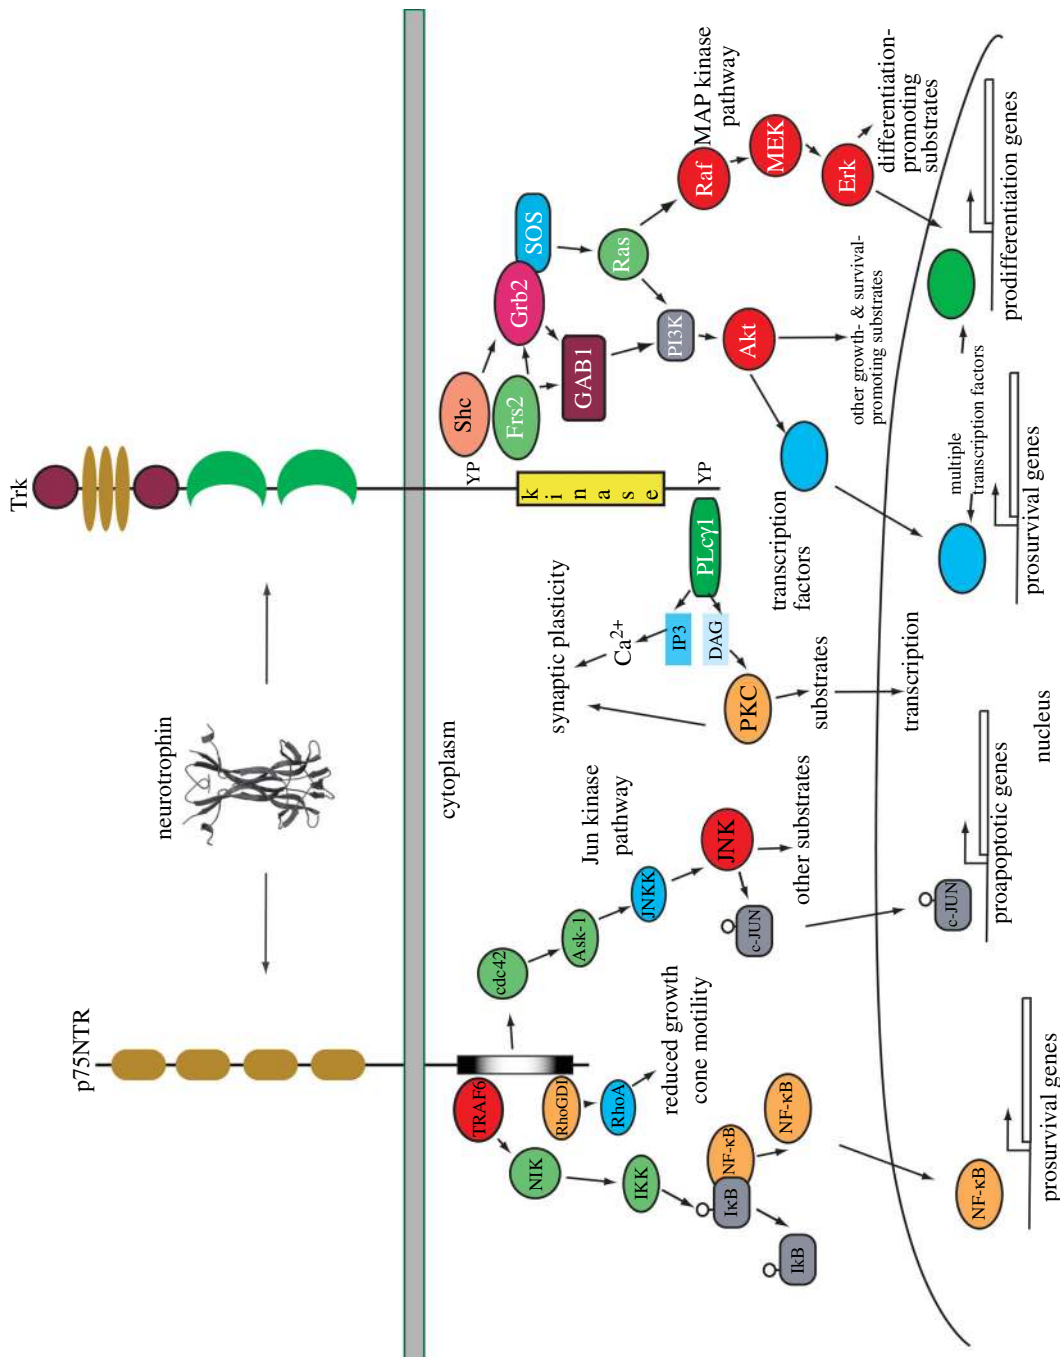 neurotrophin
p75NTR
Trk
cytoplasm
TRAF6
NIK
IKK
IκB
NF-κB
IkB
NF-κB
NF-κB
prosurvival genes
RhoGDI
RhoA
reduced growth
cone motility
cdc42
Ask-1
JNKK
Jun kinase
pathway
JNK
c-JUN
other substrates
c-JUN
proapoptotic genes
nucleus
YP
kinase
YP
PLcγ1
IP3
DAG
Ca2+
synaptic plasticity
PKC
substrates
transcription
Shc
Frs2
Grb2
SOS
GAB1
Ras
PI3K
Akt
transcription
factors
other growth- & survival-
promoting substrates
Raf
MAP kinase
pathway
MEK
Erk
differentiation-
promoting
substrates
multiple
transcription factors
prosurvival genes
prodifferentiation genes